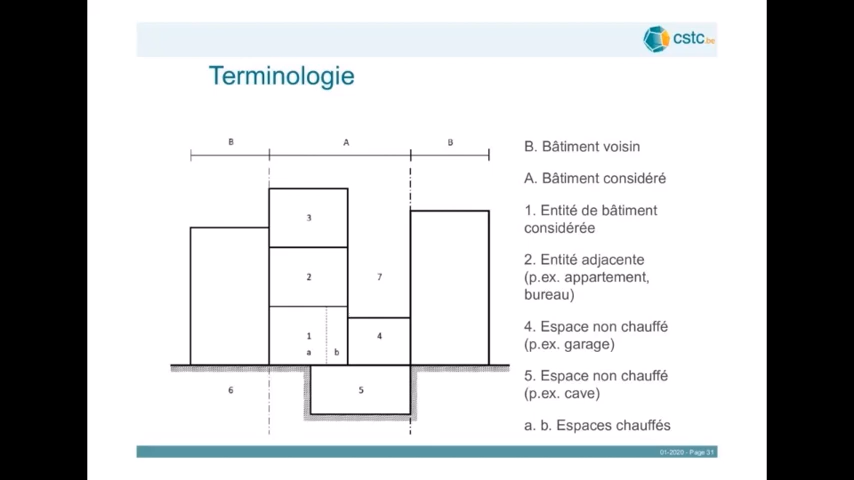 cstc.be
Terminologie
B
A
B
B. Bâtiment voisin
A. Bâtiment considéré
1. Entité de bâtiment
considérée
2. Entité adjacente
(p.ex. appartement,
bureau)
4. Espace non chauffé
(p.ex. garage)
5. Espace non chauffé
(p.ex. cave)
a. b. Espaces chauffés
3
2
7
1
4
a
b
6
5
01-2020 - Page 31